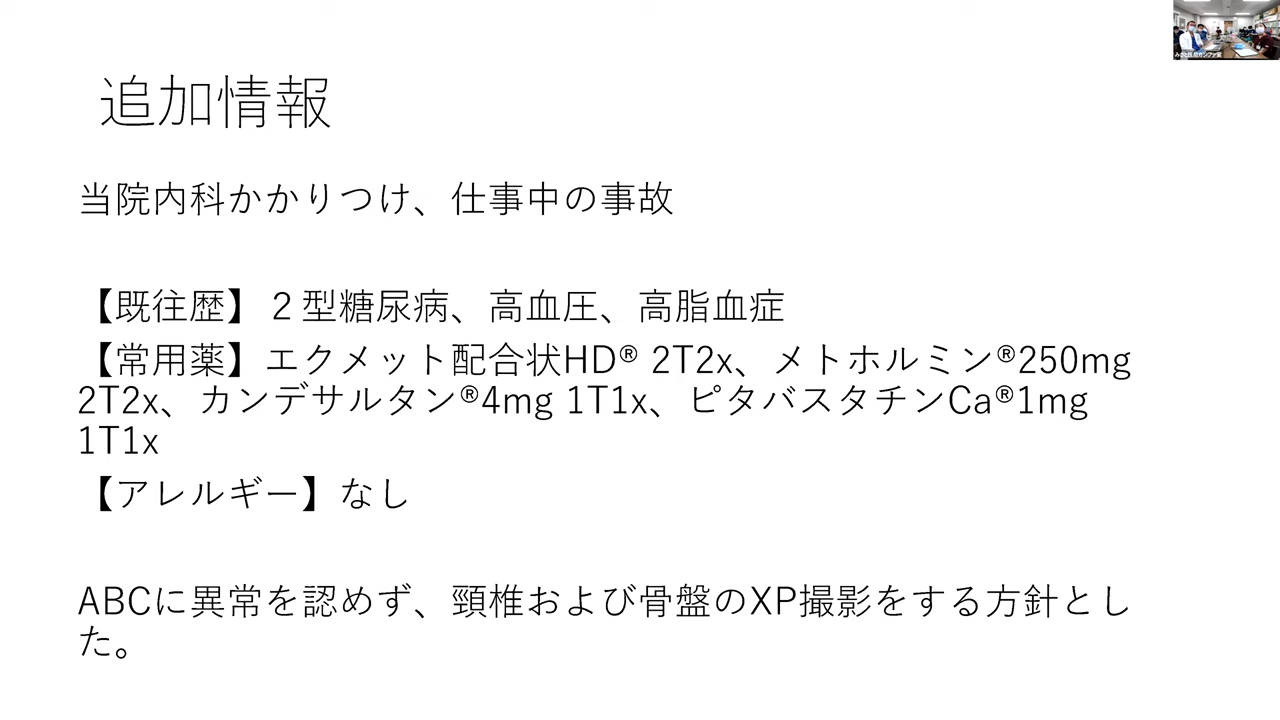 追加情報
当院内科かかりつけ、仕事中の事故
【既往歴】２型糖尿病、高血圧、高脂血症
【常用薬】エクメット配合状HD® 2T2x、メトホルミン®250mg
2T2x、カンデサルタン®4mg 1T1x、ピタバスタチンCa®1mg
1T1x
【アレルギー】なし
ABCに異常を認めず、頸椎および骨盤のXP撮影をする方針とし
た。